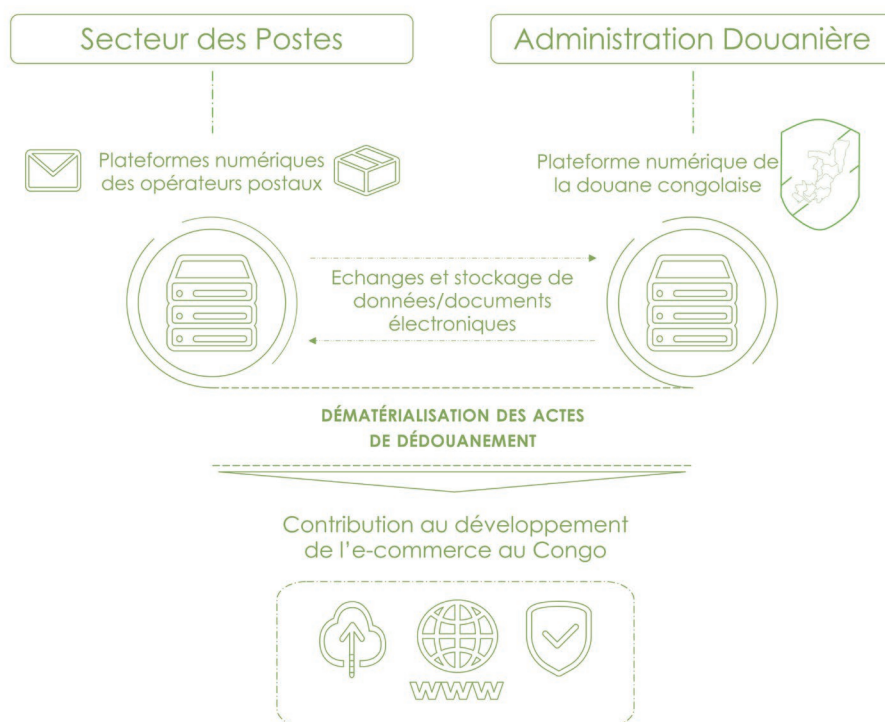 Secteur des Postes
Administration Douanière
Plateformes numériques
des opérateurs postaux
Plateforme numérique de
la douane congolaise
Echanges et stockage de
données/documents
électroniques
DÉMATÉRIALISATION DES ACTES
DE DÉDOUANEMENT
Contribution au développement
de l'e-commerce au Congo
WWW